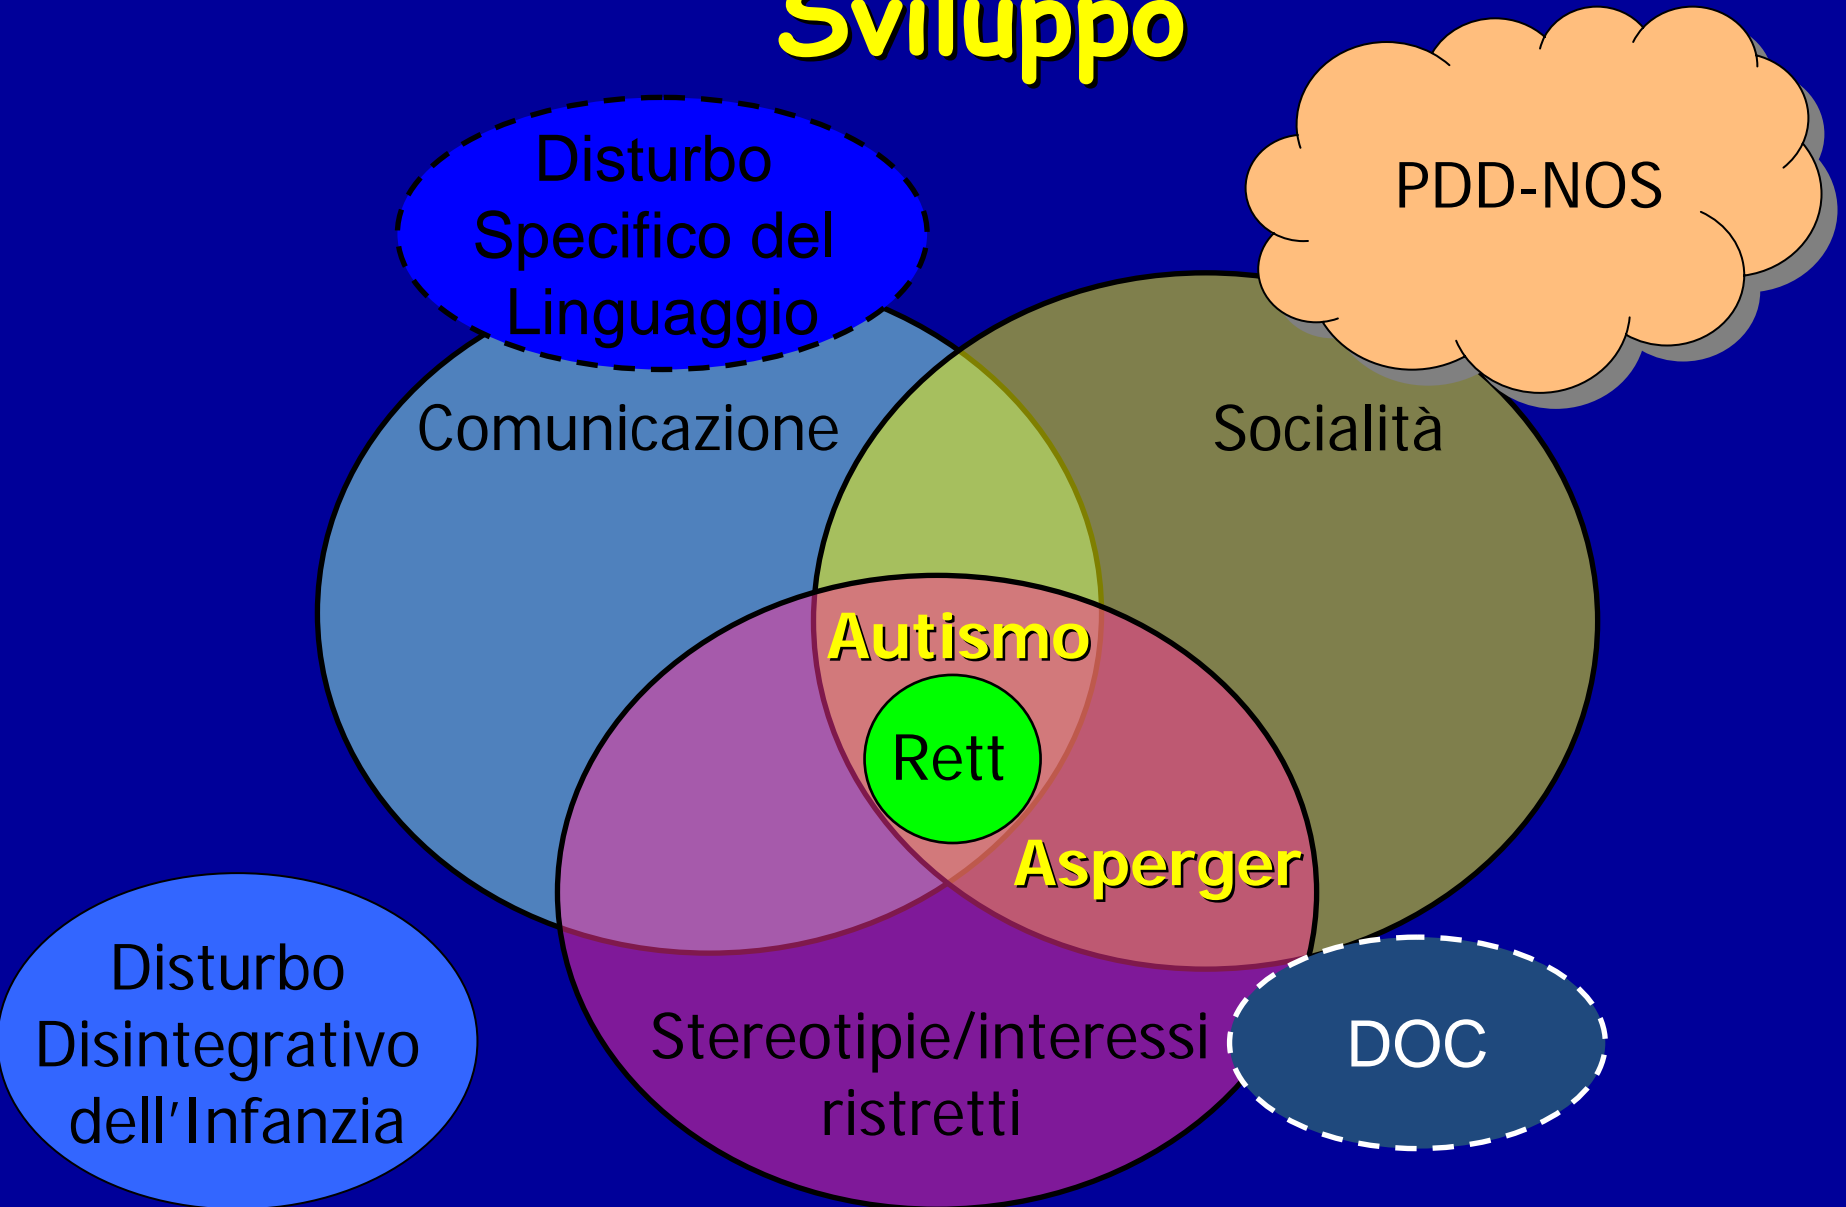 Sviluppo
Disturbo
Specifico del
Linguaggio
PDD-NOS
Comunicazione
Socialità
Autismo
Rett
Asperger
Disturbo
Disintegrativo
dell'Infanzia
Stereotipie/interessi
ristretti
DOC